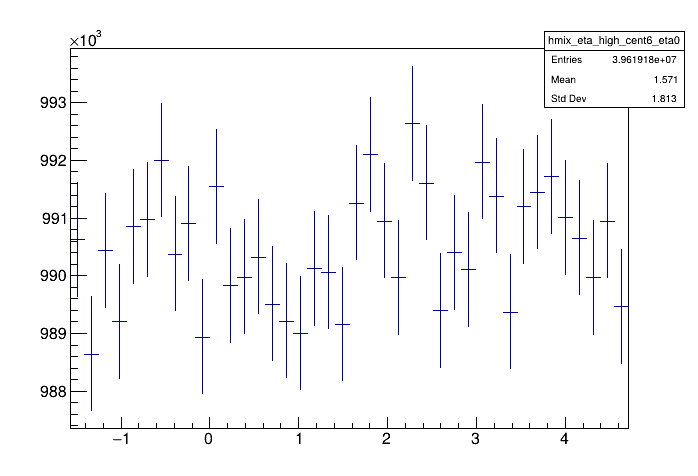 ×10³
hmix_eta_high_cent6_eta0
Entries 3.961918e+07
Mean 1.571
Std Dev 1.813
993
992
991
990
989
988
−1 0 1 2 3 4